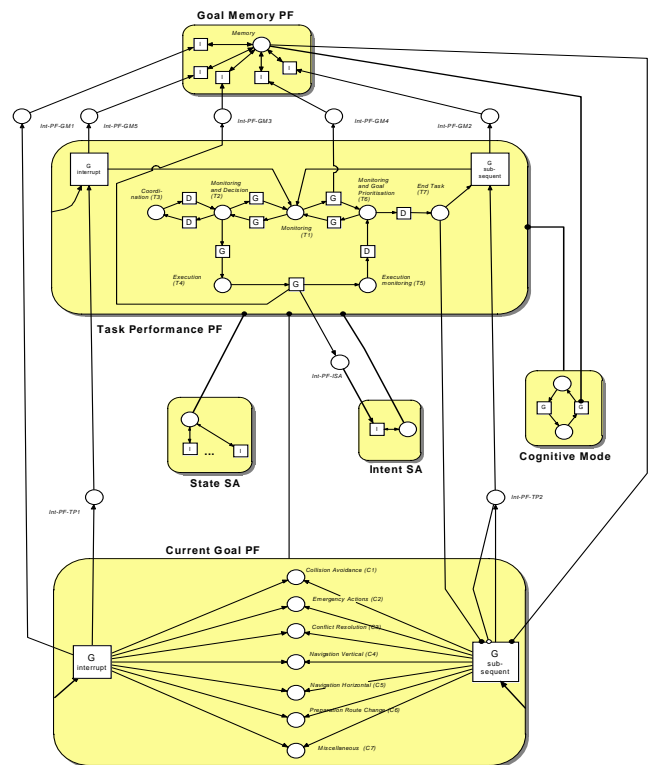 Goal Memory PF
Memory
I
I
I
I
I
Int-PF-GM1
Int-PF-GM5
Int-PF-GM3
Int-PF-GM4
Int-PF-GM2
G
interrupt
G
sub-
sequent
Coordi-
nation (T3)
Monitoring
and Decision
(T2)
Monitoring
and Goal
Prioritisation
(T6)
End Task
(T7)
D
G
G
D
D
G
G
Monitoring
(T1)
G
D
Execution
(T4)
G
Execution
monitoring (T5)
Task Performance PF
Int-PF-ISA
I
...
I
State SA
I
Intent SA
G
G
Cognitive Mode
Int-PF-TP1
Int-PF-TP2
Current Goal PF
Collision Avoidance (C1)
Emergency Actions (C2)
Conflict Resolution (C3)
Navigation Vertical (C4)
Navigation Horizontal (C5)
Preparation Route Change (C6)
Miscellaneous (C7)
G
interrupt
G
sub-
sequent